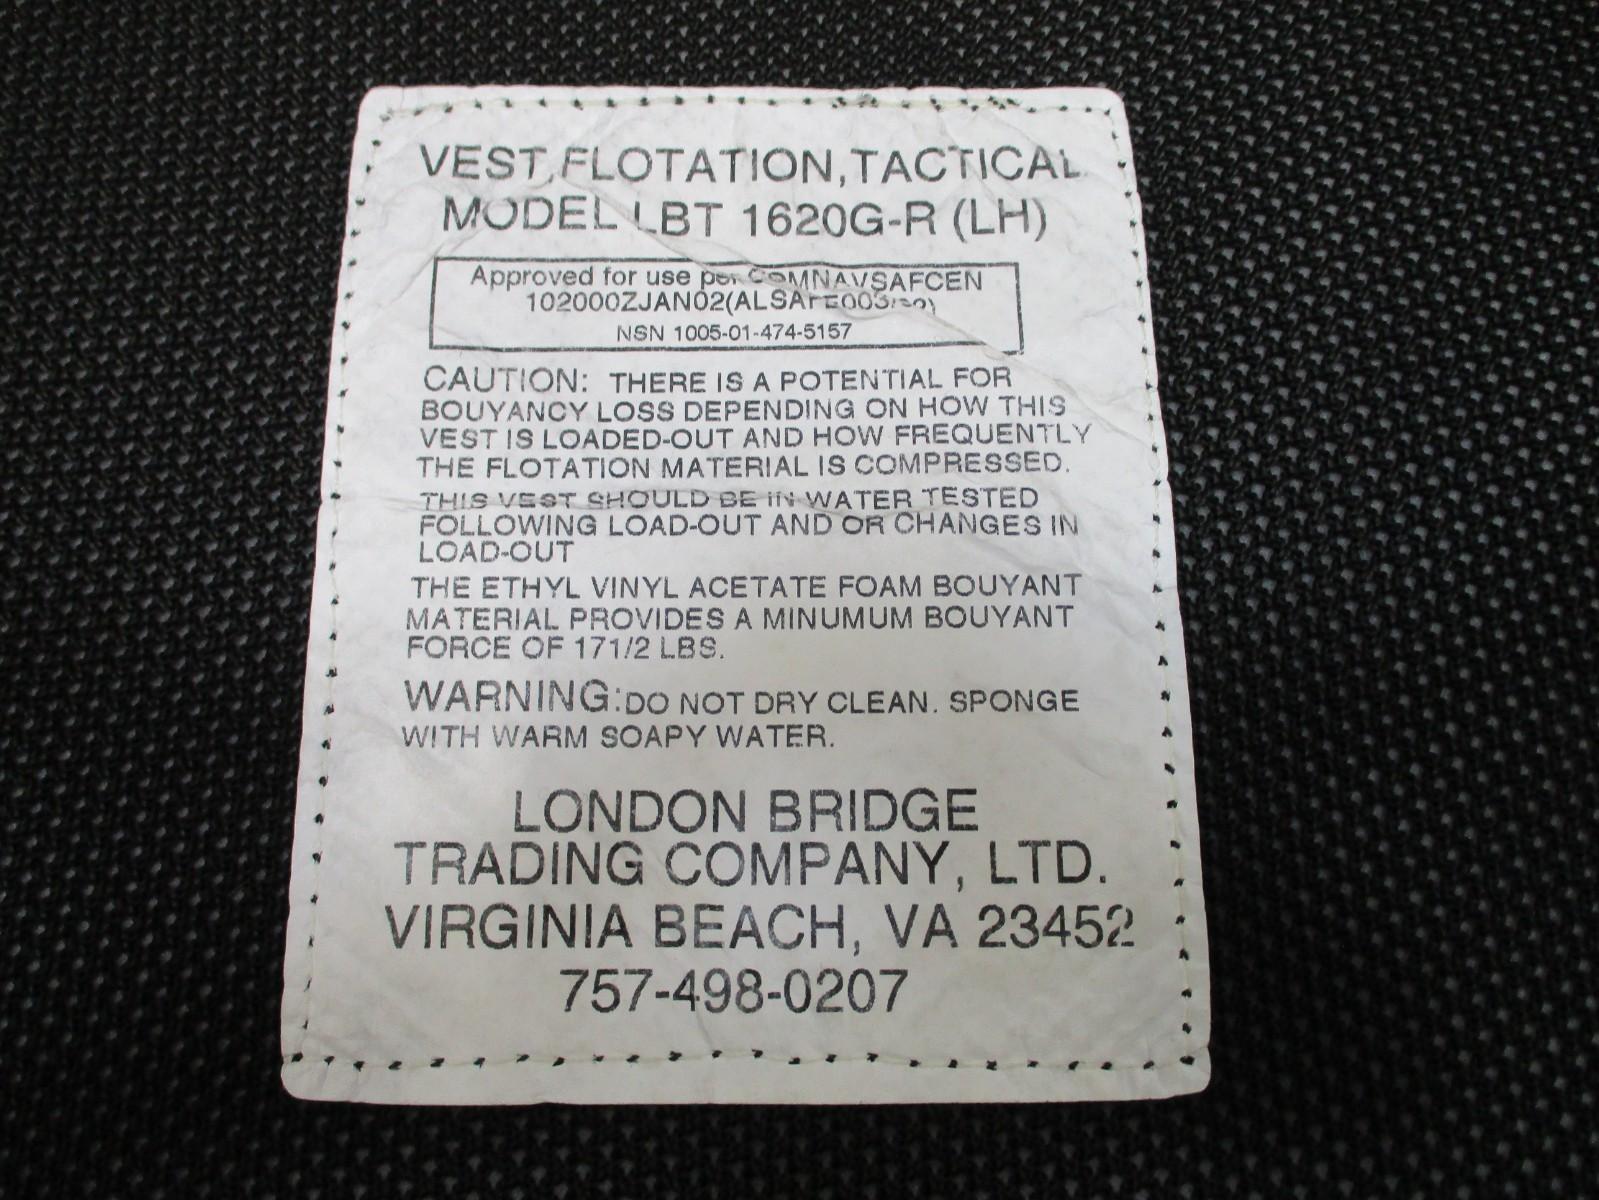 VEST,FLOTATION,TACTICAL
MODEL LBT 1620G-R (LH)
Approved for use per COMNAVSAFCEN
102000ZJAN02(ALSAFE003/02)
NSN 1005-01-474-5157
CAUTION: THERE IS A POTENTIAL FOR
BOUYANCY LOSS DEPENDING ON HOW THIS
VEST IS LOADED-OUT AND HOW FREQUENTLY
THE FLOTATION MATERIAL IS COMPRESSED.
THIS VEST SHOULD BE IN WATER TESTED
FOLLOWING LOAD-OUT AND OR CHANGES IN
LOAD-OUT
THE ETHYL VINYL ACETATE FOAM BOUYANT
MATERIAL PROVIDES A MINUMUM BOUYANT
FORCE OF 171/2 LBS.
WARNING:DO NOT DRY CLEAN. SPONGE
WITH WARM SOAPY WATER.
LONDON BRIDGE
TRADING COMPANY, LTD.
VIRGINIA BEACH, VA 23452
757-498-0207